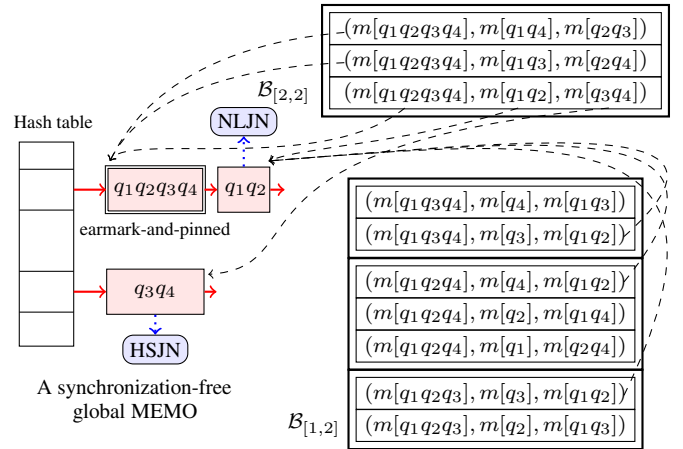 (m[q₁q₂q₃q₄], m[q₁q₄], m[q₂q₃])
(m[q₁q₂q₃q₄], m[q₁q₃], m[q₂q₄])
(m[q₁q₂q₃q₄], m[q₁q₂], m[q₃q₄])
ℬ[2,2]
NLJN
Hash table
q₁q₂q₃q₄
q₁q₂
earmark-and-pinned
q₃q₄
HSJN
A synchronization-free
global MEMO
(m[q₁q₃q₄], m[q₄], m[q₁q₃])
(m[q₁q₃q₄], m[q₃], m[q₁q₂])
(m[q₁q₂q₄], m[q₄], m[q₁q₂])
(m[q₁q₂q₄], m[q₂], m[q₁q₄])
(m[q₁q₂q₄], m[q₁], m[q₂q₄])
(m[q₁q₂q₃], m[q₃], m[q₁q₂])
(m[q₁q₂q₃], m[q₂], m[q₁q₃])
ℬ[1,2]